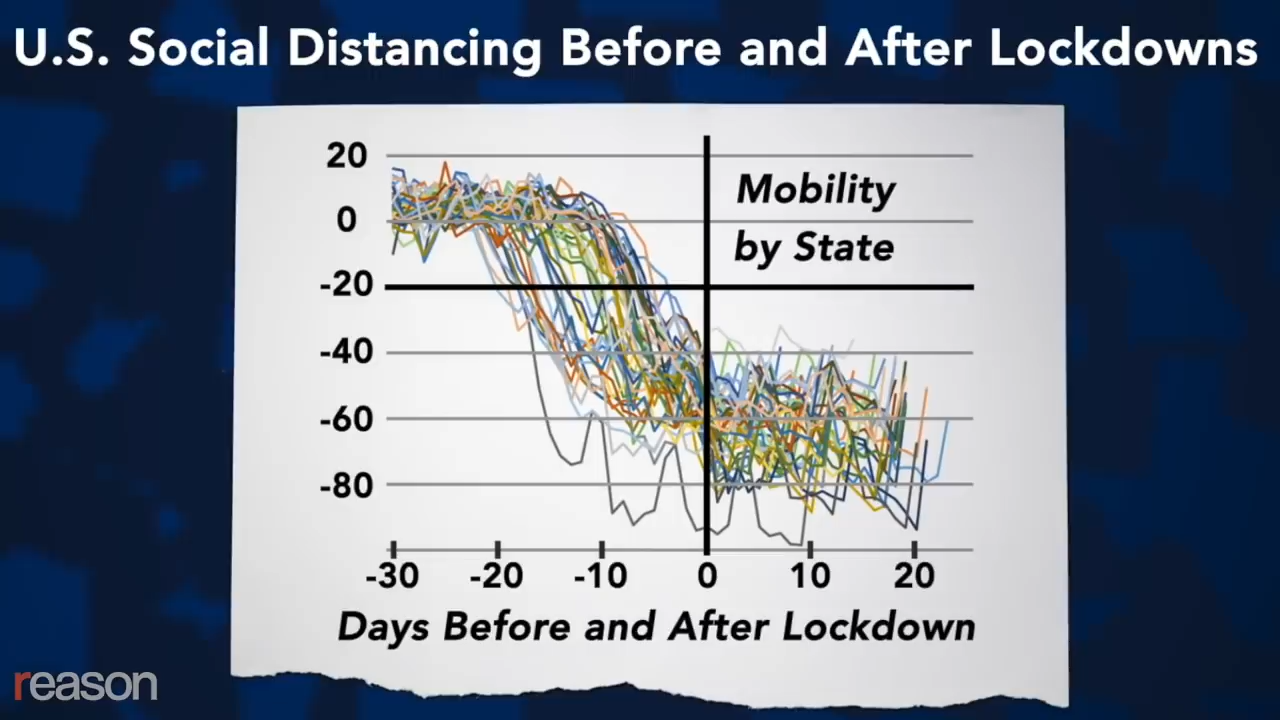 U.S. Social Distancing Before and After Lockdowns
20
Mobility
0
by State
-20
-40
-60
-80
-30 -20 -10 0 10 20
Days Before and After Lockdown
reason